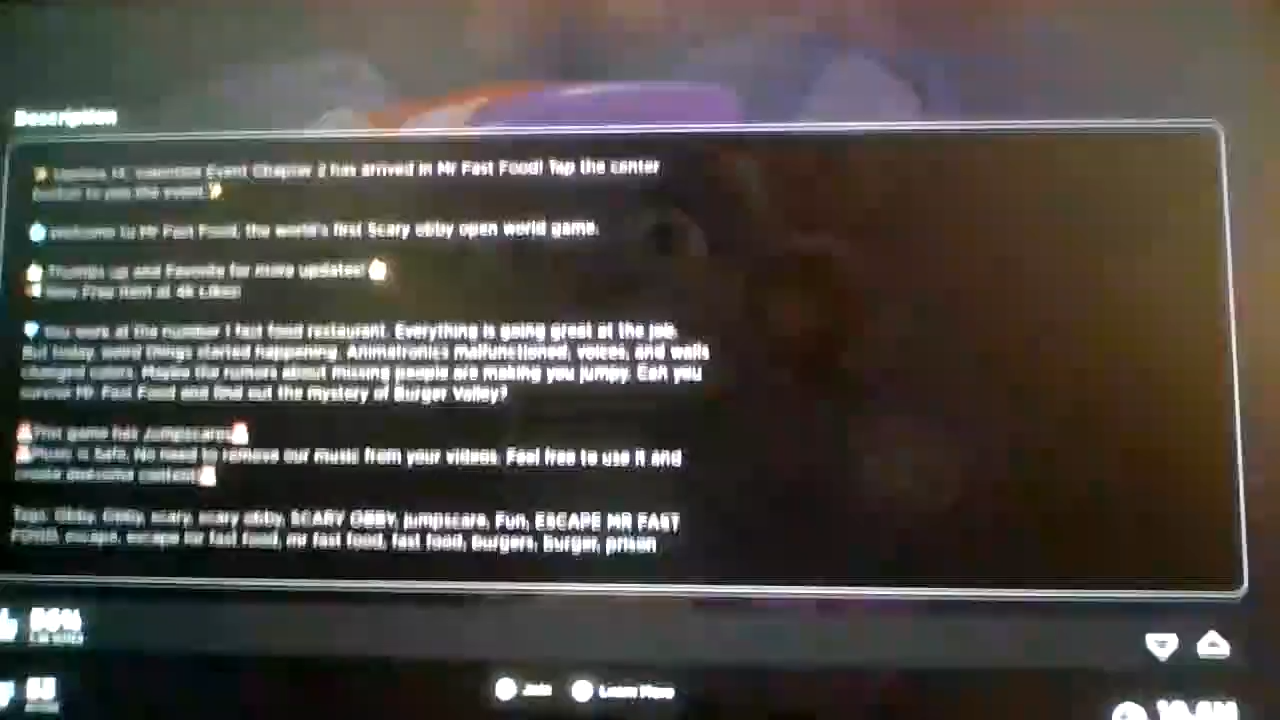 Description
Event Chapter 2 has arrived in Mr Fast Food! Tap the center
to join the event
Welcome to Mr Fast Food, the world's first Scary obby open world game.
Thumbs up and Favorite for more updates!
New Free Item at 4k Likes
You work at the number 1 fast food restaurant. Everything is going great at the job.
But today weird things started happening. Animatronics malfunctioned, voices, and walls
changed colors. Maybe the rumors about missing people are making you jumpy. Can you
survive Mr Fast Food and find out the mystery of Burger Valley?
This game has Jumpscares
Music is Safe. No need to remove our music from your videos. Feel free to use it and
create awesome content
Tags: Obby, Obby, scary scary obby, SCARY OBBY, jumpscare, Fun, ESCAPE MR FAST
FOOD, escape, escape mr fast food, mr fast food, fast food, burgers, burger, prison
Join Learn More